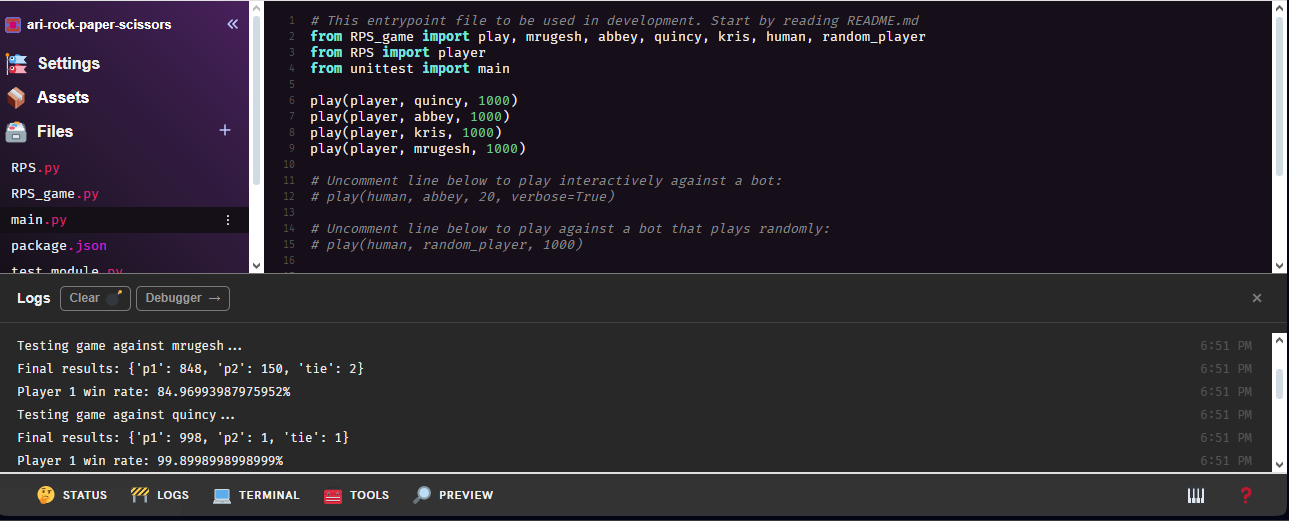 ari-rock-paper-scissors «
Settings
Assets
Files +
RPS.py
RPS_game.py
main.py
package.json
test_module.py
1 # This entrypoint file to be used in development. Start by reading README.md
2 from RPS_game import play, mrugesh, abbey, quincy, kris, human, random_player
3 from RPS import player
4 from unittest import main
5
6 play(player, quincy, 1000)
7 play(player, abbey, 1000)
8 play(player, kris, 1000)
9 play(player, mrugesh, 1000)
10
11 # Uncomment line below to play interactively against a bot:
12 # play(human, abbey, 20, verbose=True)
13
14 # Uncomment line below to play against a bot that plays randomly:
15 # play(human, random_player, 1000)
16
Logs Clear Debugger → ×
Testing game against mrugesh... 6:51 PM
Final results: {'p1': 848, 'p2': 150, 'tie': 2} 6:51 PM
Player 1 win rate: 84.96993987975952% 6:51 PM
Testing game against quincy... 6:51 PM
Final results: {'p1': 998, 'p2': 1, 'tie': 1} 6:51 PM
Player 1 win rate: 99.8998998998999% 6:51 PM
STATUS LOGS TERMINAL TOOLS PREVIEW ?